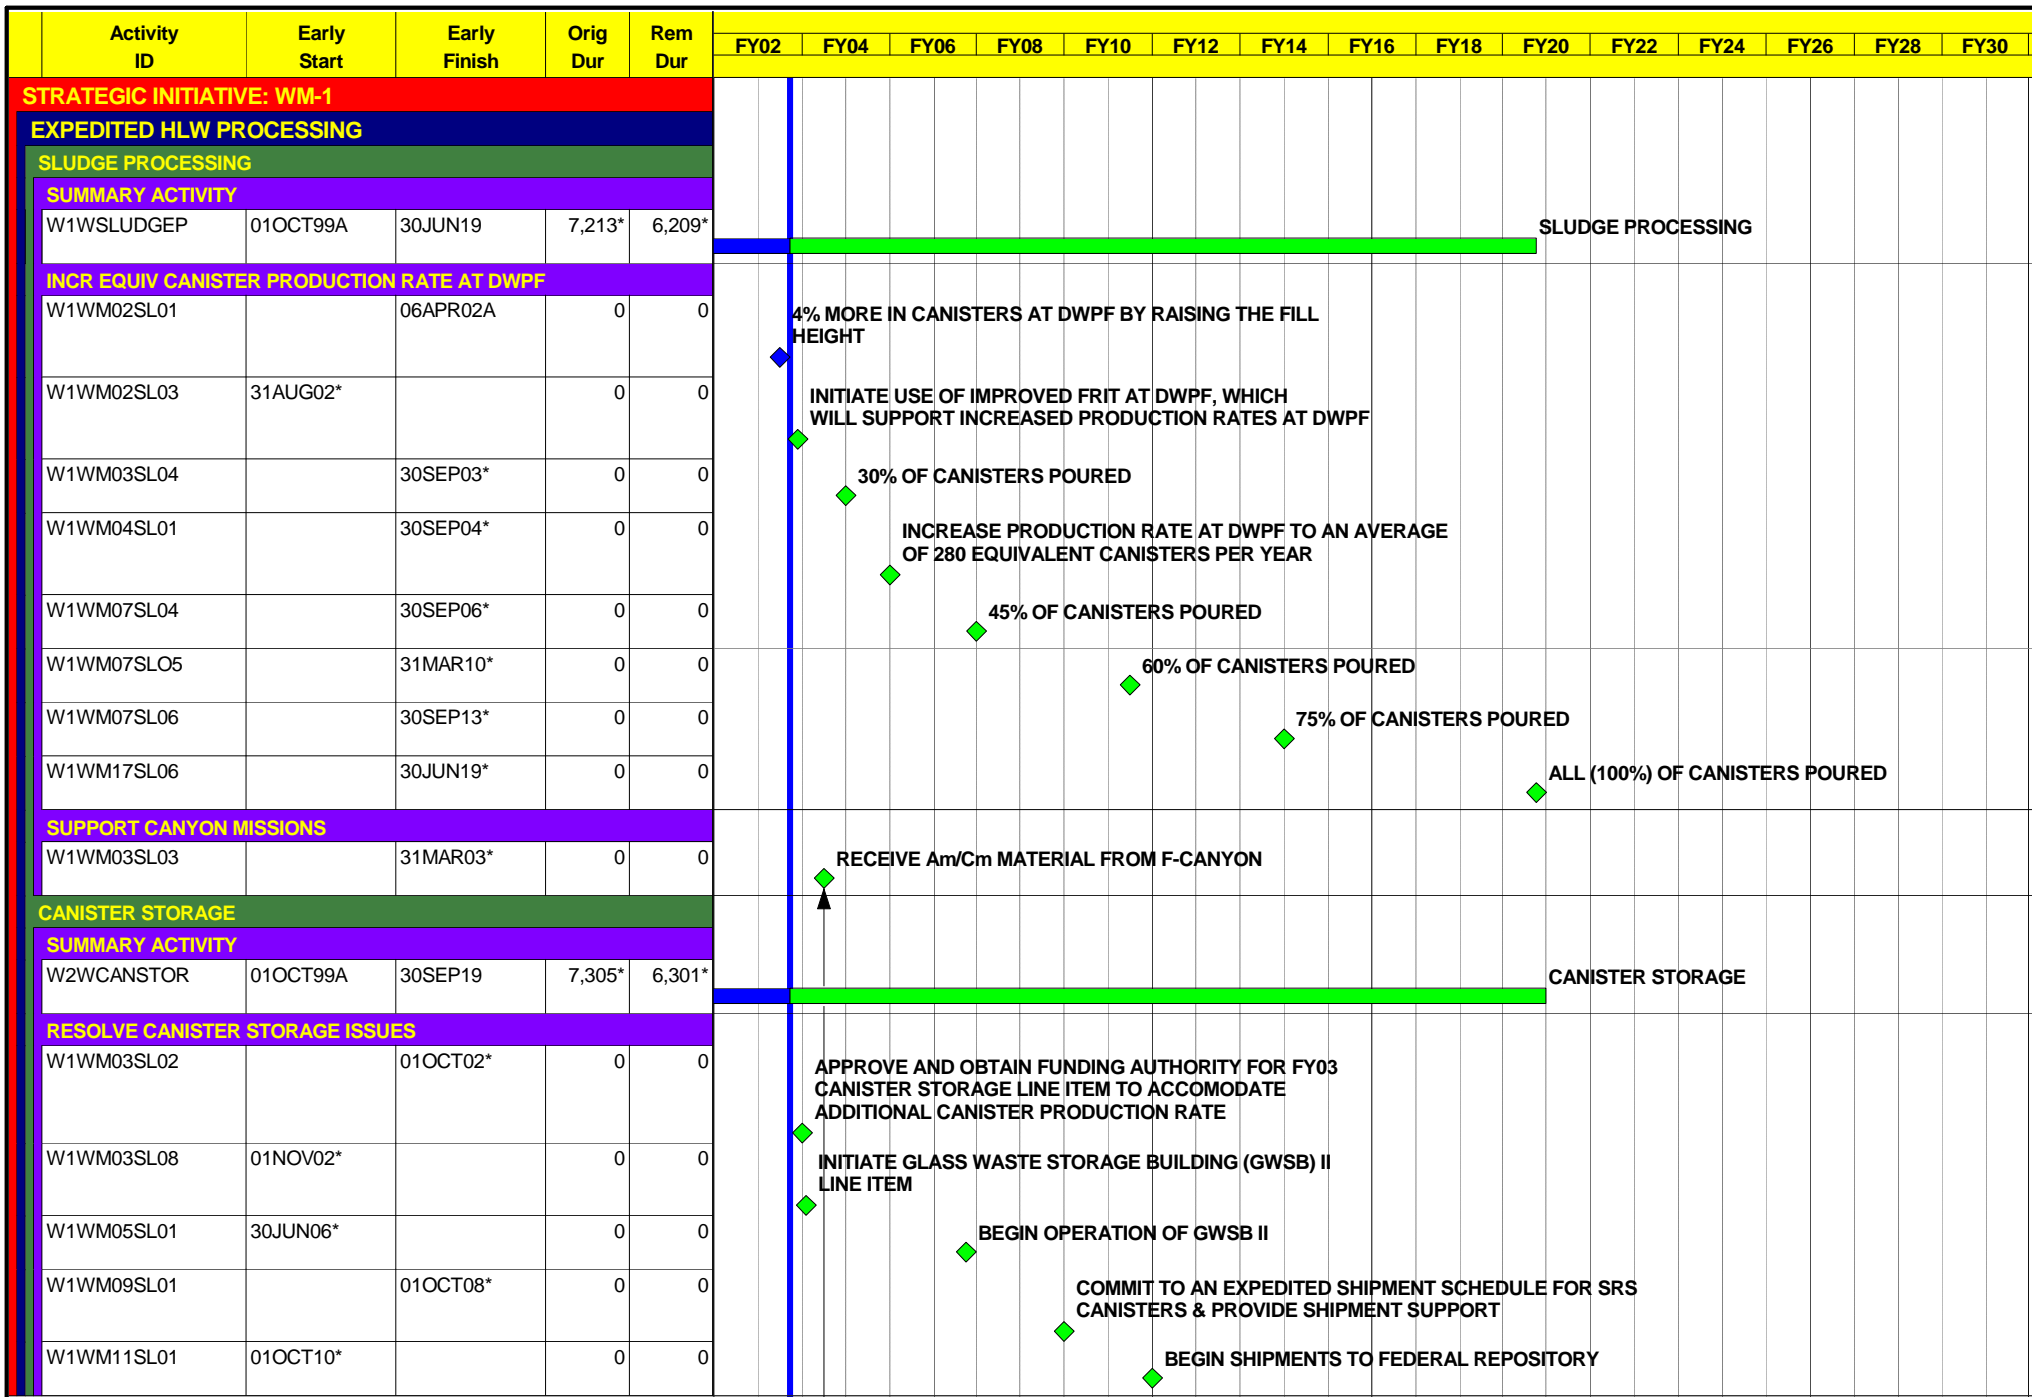 Activity ID Early Start Early Finish Orig Dur Rem Dur FY02 FY04 FY06 FY08 FY10 FY12 FY14 FY16 FY18 FY20 FY22 FY24 FY26 FY28 FY30
STRATEGIC INITIATIVE: WM-1
EXPEDITED HLW PROCESSING
SLUDGE PROCESSING
SUMMARY ACTIVITY
W1WSLUDGEP 01OCT99A 30JUN19 7,213* 6,209* SLUDGE PROCESSING
INCR EQUIV CANISTER PRODUCTION RATE AT DWPF
W1WM02SL01 06APR02A 0 0 4% MORE IN CANISTERS AT DWPF BY RAISING THE FILL
HEIGHT
W1WM02SL03 31AUG02* 0 0 INITIATE USE OF IMPROVED FRIT AT DWPF, WHICH
WILL SUPPORT INCREASED PRODUCTION RATES AT DWPF
W1WM03SL04 30SEP03* 0 0 30% OF CANISTERS POURED
W1WM04SL01 30SEP04* 0 0 INCREASE PRODUCTION RATE AT DWPF TO AN AVERAGE
OF 280 EQUIVALENT CANISTERS PER YEAR
W1WM07SL04 30SEP06* 0 0 45% OF CANISTERS POURED
W1WM07SLO5 31MAR10* 0 0 60% OF CANISTERS POURED
W1WM07SL06 30SEP13* 0 0 75% OF CANISTERS POURED
W1WM17SL06 30JUN19* 0 0 ALL (100%) OF CANISTERS POURED
SUPPORT CANYON MISSIONS
W1WM03SL03 31MAR03* 0 0 RECEIVE Am/Cm MATERIAL FROM F-CANYON
CANISTER STORAGE
SUMMARY ACTIVITY
W2WCANSTOR 01OCT99A 30SEP19 7,305* 6,301* CANISTER STORAGE
RESOLVE CANISTER STORAGE ISSUES
W1WM03SL02 01OCT02* 0 0 APPROVE AND OBTAIN FUNDING AUTHORITY FOR FY03
CANISTER STORAGE LINE ITEM TO ACCOMODATE
ADDITIONAL CANISTER PRODUCTION RATE
W1WM03SL08 01NOV02* 0 0 INITIATE GLASS WASTE STORAGE BUILDING (GWSB) II
LINE ITEM
W1WM05SL01 30JUN06* 0 0 BEGIN OPERATION OF GWSB II
W1WM09SL01 01OCT08* 0 0 COMMIT TO AN EXPEDITED SHIPMENT SCHEDULE FOR SRS
CANISTERS & PROVIDE SHIPMENT SUPPORT
W1WM11SL01 01OCT10* 0 0 BEGIN SHIPMENTS TO FEDERAL REPOSITORY